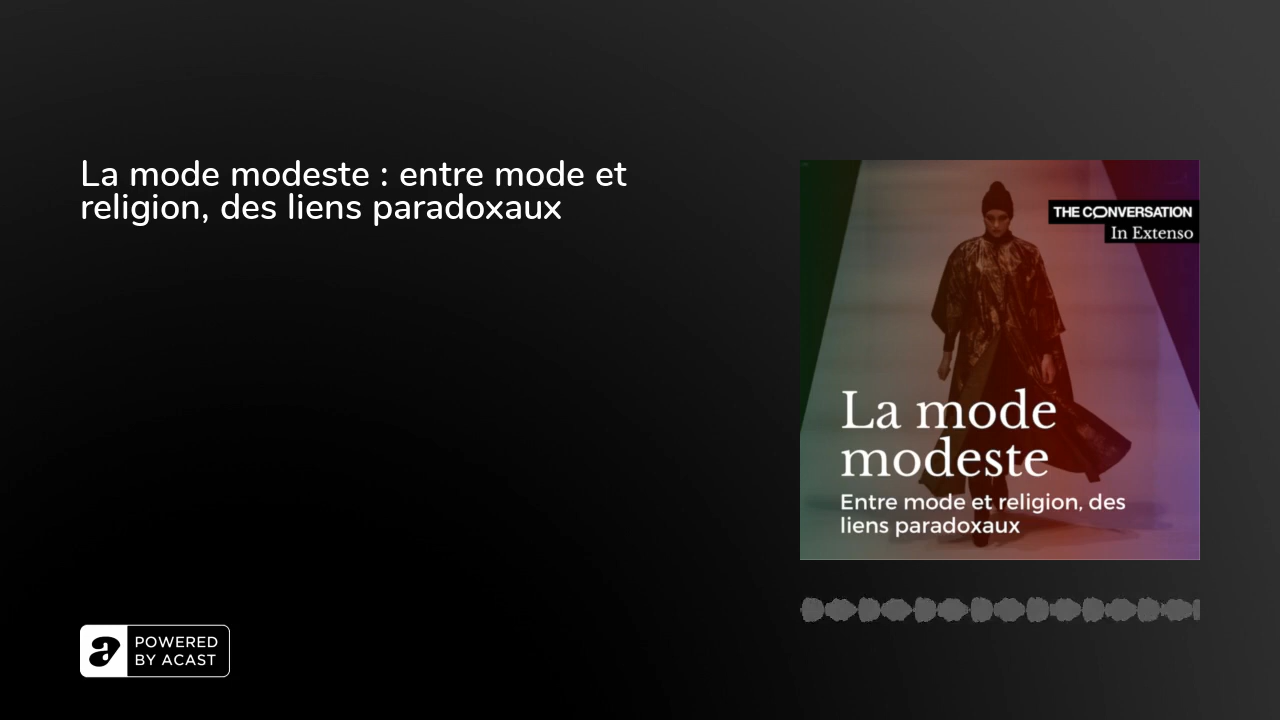 La mode modeste : entre mode et
religion, des liens paradoxaux
THE CONVERSATION
In Extenso
La mode
modeste
Entre mode et religion, des
liens paradoxaux
POWERED
BY ACAST